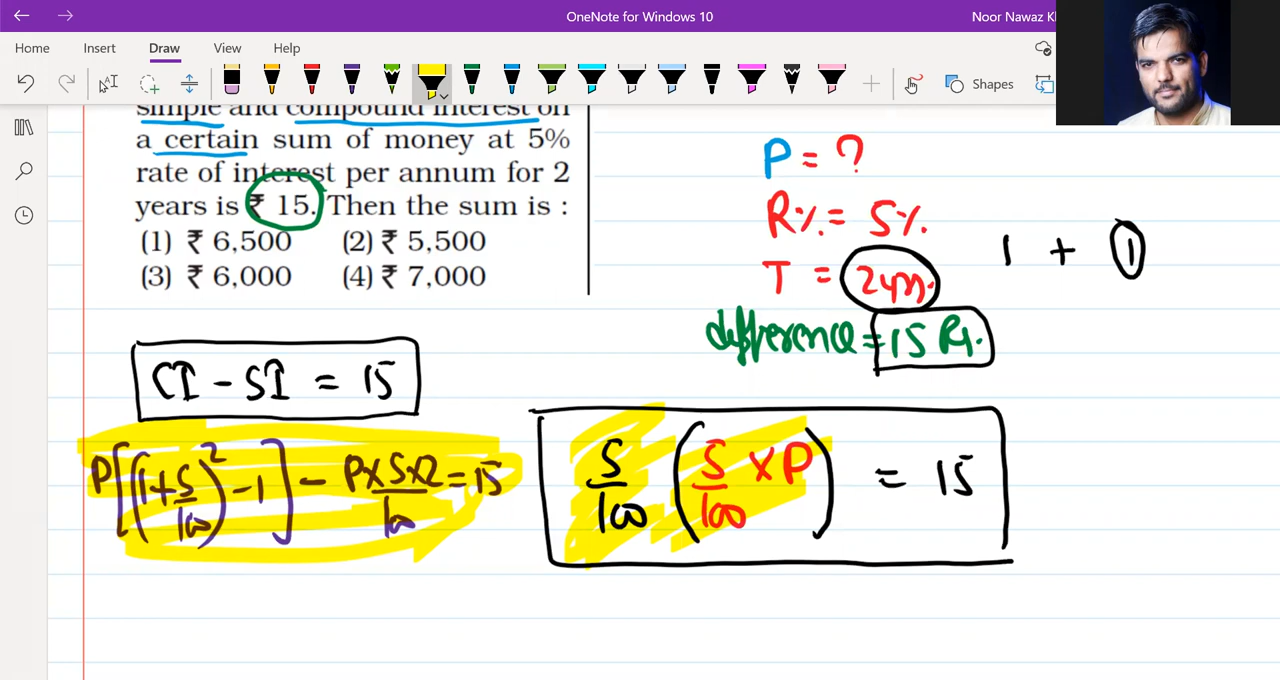 OneNote for Windows 10
Noor Nawaz Kh
Home Insert Draw View Help
Shapes
simple and compound interest on
a certain sum of money at 5%
rate of interest per annum for 2
years is ₹ 15. Then the sum is :
(1) ₹ 6,500 (2) ₹ 5,500
(3) ₹ 6,000 (4) ₹ 7,000
P = ?
R% = 5%
T = 2 yrs.
1 + 1
difference = 15 Rs.
CI - SI = 15
P[(1+5/100)^2 -1] - P×5×2/100 = 15
5/100 (5/100 × P) = 15